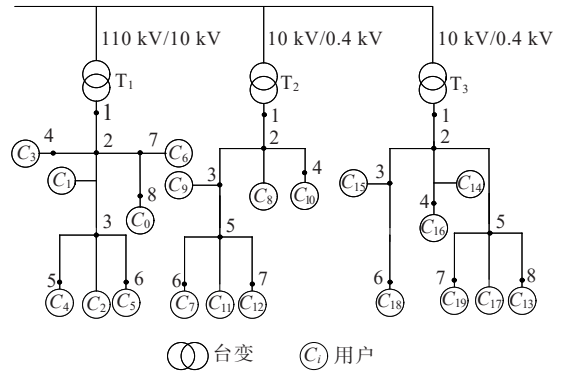 110 kV/10 kV 10 kV/0.4 kV 10 kV/0.4 kV
T1 T2 T3
1 1 1
4 2 7 2 2
C3 C6 3 4 3
C1 C9 C8 C10 C15 C14
8 4
C0 C16
3 5 5
5 6 6 7 6 7 8
C4 C2 C5 C7 C11 C12 C18 C19 C17 C13
台变 Ci 用户